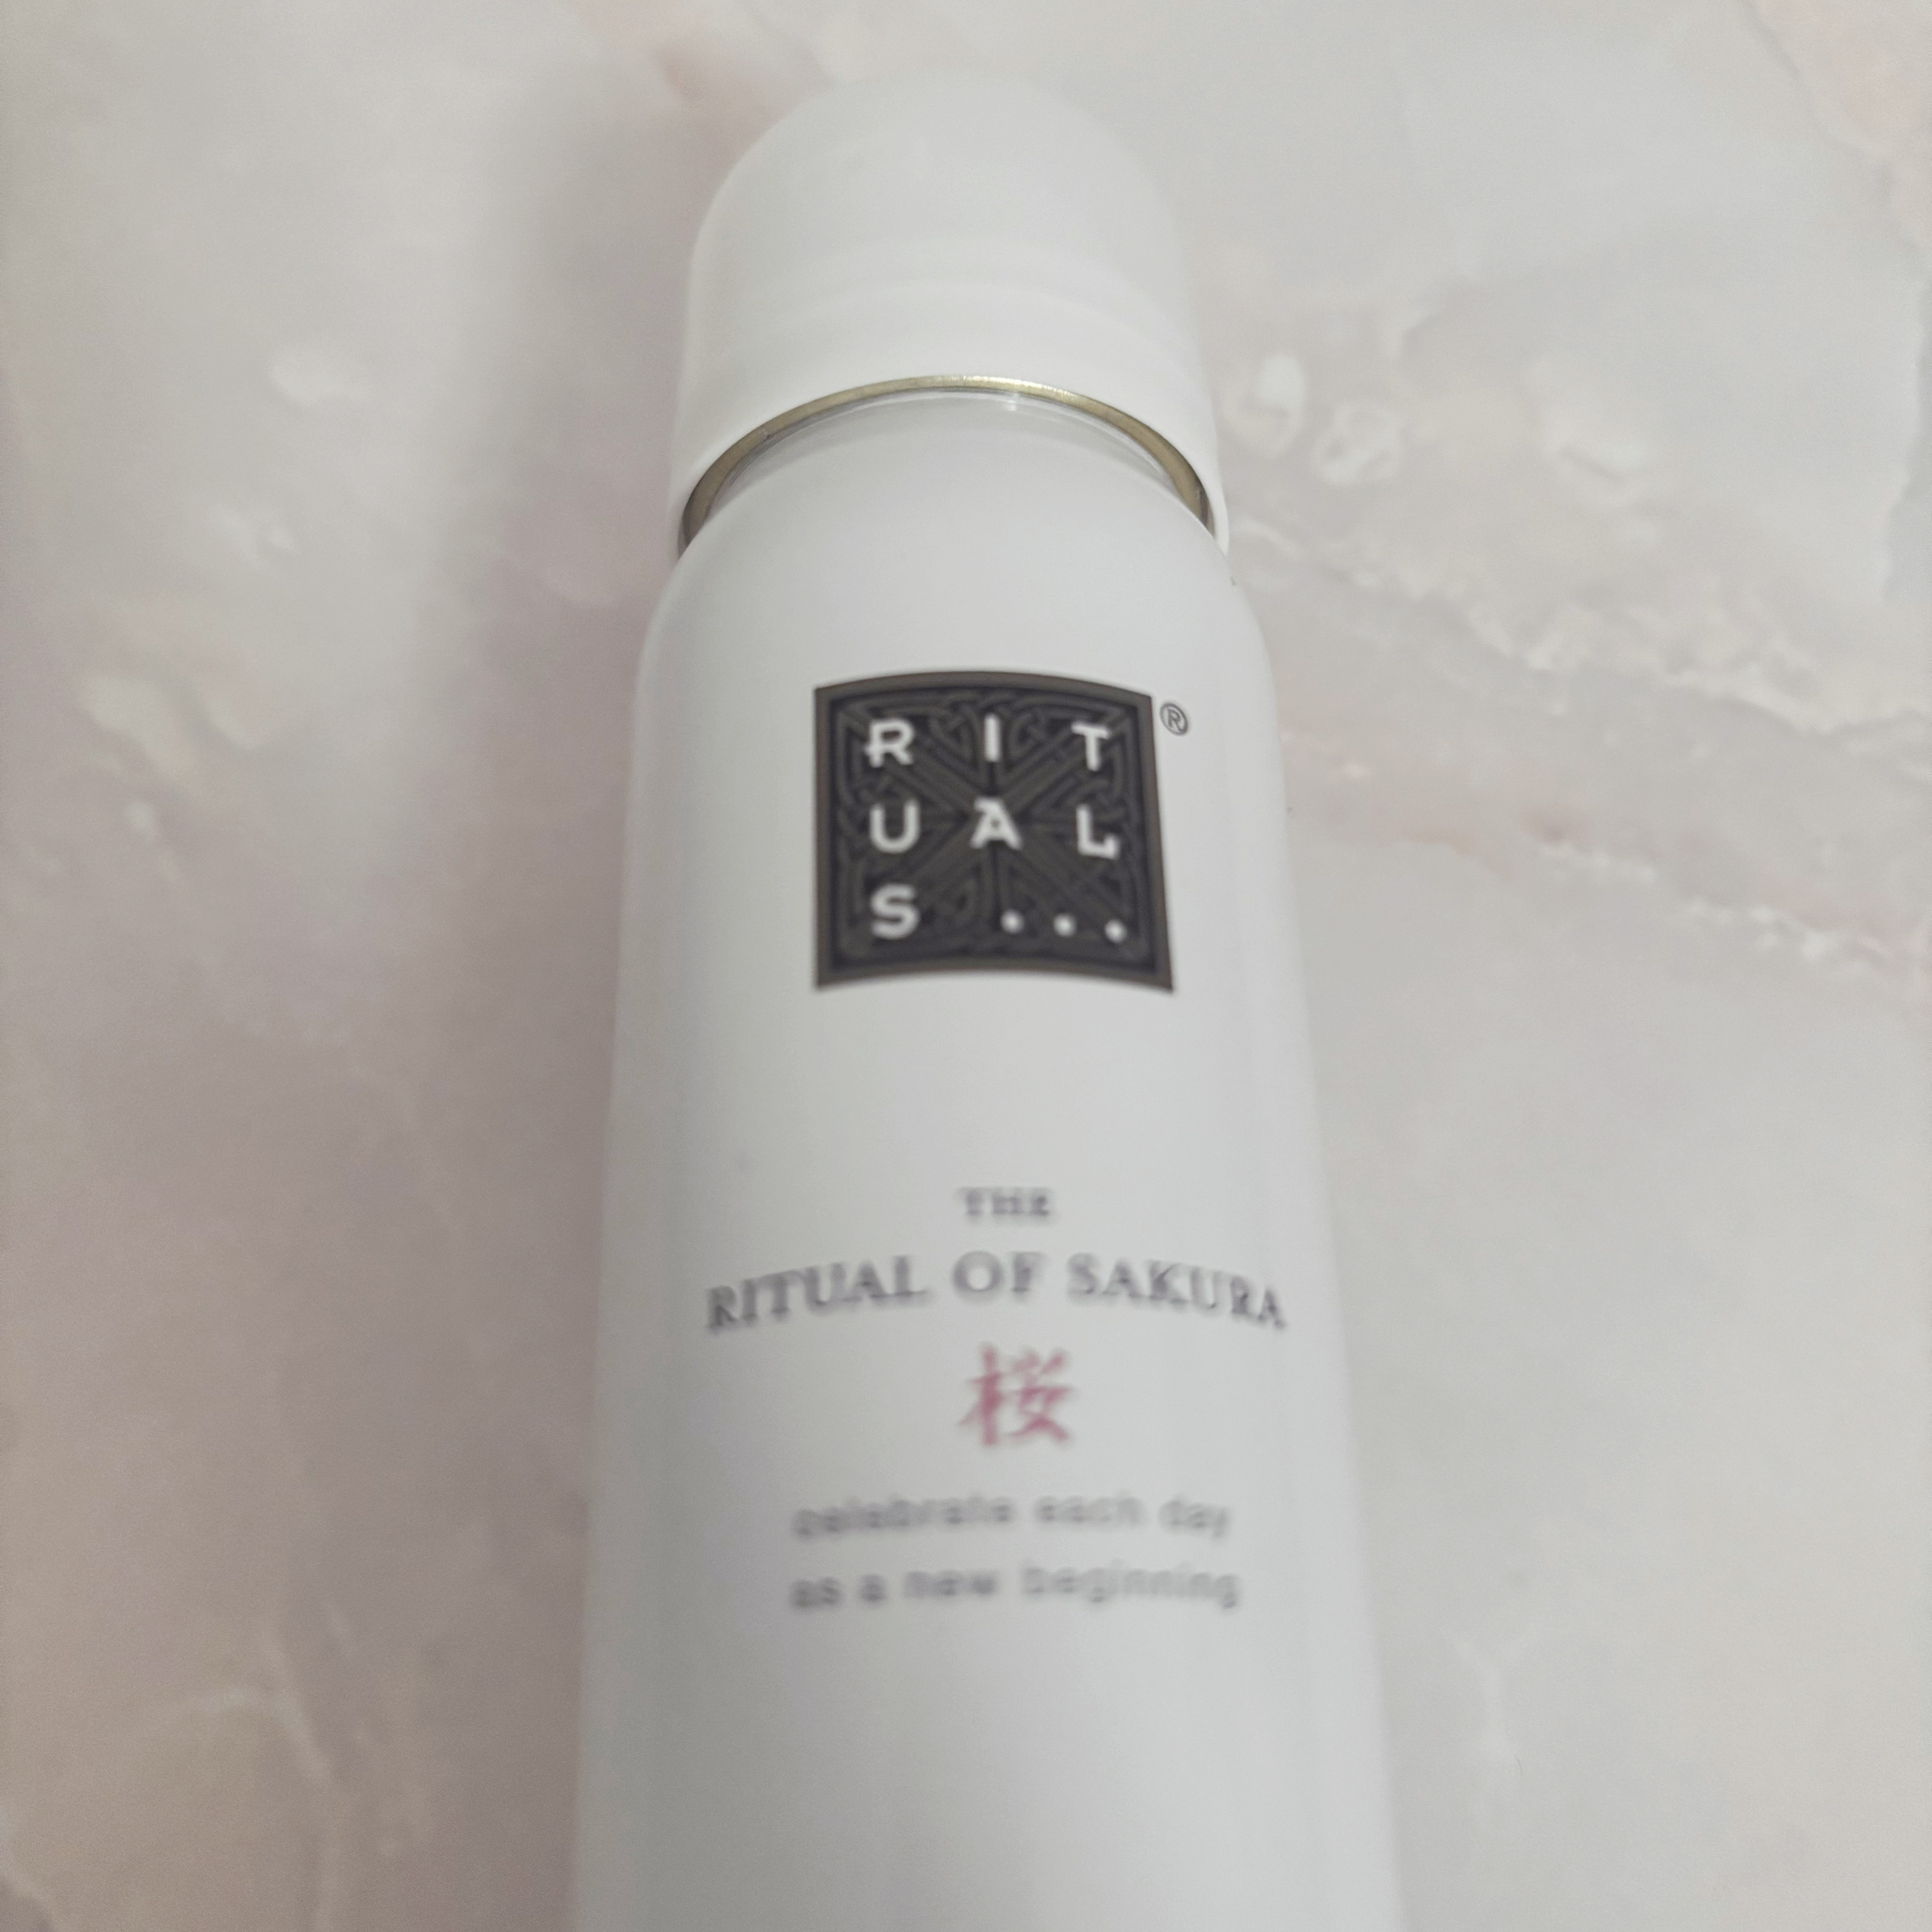 RIT
UAL
S...
®
THE
RITUAL OF SAKURA
桜
celebrate each day
as a new beginning